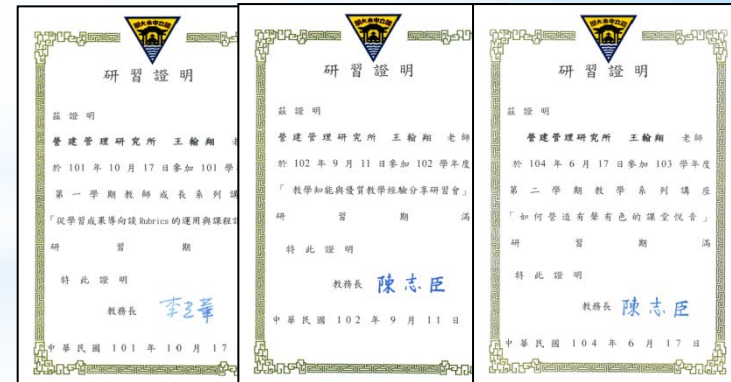 研習證明
茲證明
營建管理研究所 王翰翔
於 101 年 10 月 17 日參加 101 學
第一學期教師成長系列講
「從學習成果導向談 Rubrics 的運用與課程
研習期
特此證明
教務長
中華民國 101 年 10 月 17
研習證明
茲證明
營建管理研究所 王翰翔 老師
於 102 年 9 月 11 日參加 102 學年度
「教學知能與優質教學經驗分享研習會」
研習期滿
特此證明
教務長 陳志臣
中華民國 102 年 9 月 11 日
研習證明
茲證明
營建管理研究所 王翰翔 老師
於 104 年 6 月 17 日參加 103 學年度
第二學期教學系列講座
「如何營造有聲有色的課堂悅音」
研習期滿
特此證明
教務長 陳志臣
中華民國 104 年 6 月 17 日